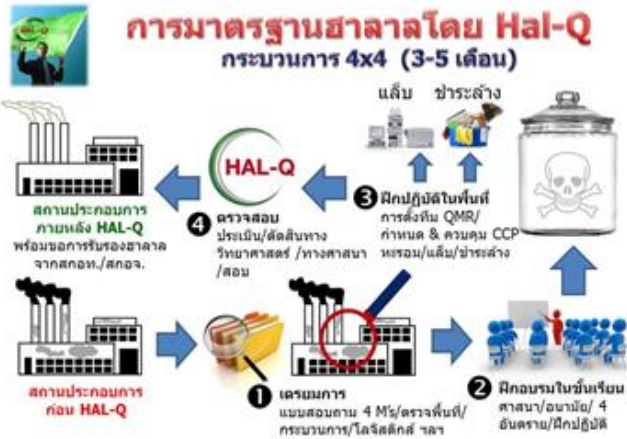 การมาตรฐานฮาลาลโดย Hal-Q
กระบวนการ 4x4 (3-5 เดือน)
แล็บ
ชำระล้าง
HAL-Q
สถานประกอบการ
ภายหลัง HAL-Q
พร้อมขอการรับรองฮาลาล
จากสกอท./สกอจ.
4 ตรวจสอบ
ประเมิน/ตัดสินทาง
วิทยาศาสตร์ /ทางศาสนา
/สอบ
3 ฝึกปฏิบัติในพื้นที่
การตั้งทีม QMR/
กำหนด & ควบคุม CCP
ทะรอม/แล็บ/ชำระล้าง
สถานประกอบการ
ก่อน HAL-Q
1 เตรยมการ
แบบสอบถาม 4 M's/ตรวจพื้นที่/
กระบวนการ/โลจิสติกส์ ฯลฯ
2 ฝึกอบรมในชั้นเรียน
ศาสนา/อนามัย/ 4
อันตราย/ฝึกปฏิบัติ